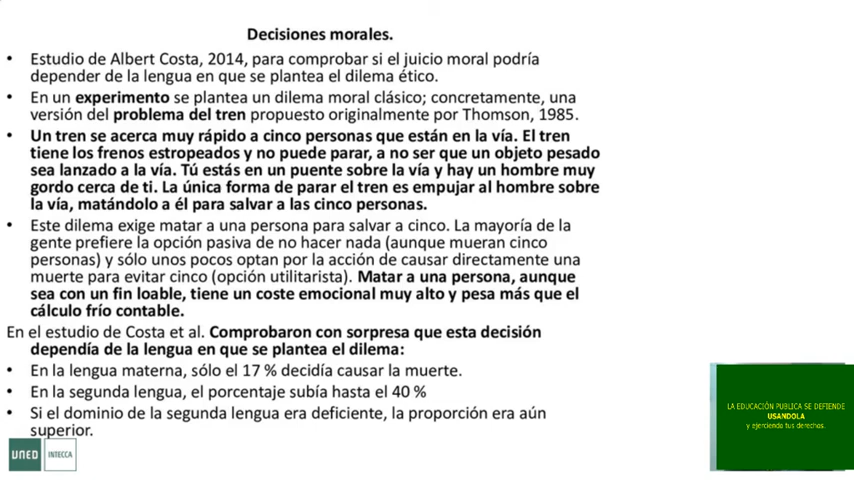 Decisiones morales.
• Estudio de Albert Costa, 2014, para comprobar si el juicio moral podría
depender de la lengua en que se plantea el dilema ético.
• En un experimento se plantea un dilema moral clásico; concretamente, una
versión del problema del tren propuesto originalmente por Thomson, 1985.
• Un tren se acerca muy rápido a cinco personas que están en la vía. El tren
tiene los frenos estropeados y no puede parar, a no ser que un objeto pesado
sea lanzado a la vía. Tú estás en un puente sobre la vía y hay un hombre muy
gordo cerca de ti. La única forma de parar el tren es empujar al hombre sobre
la vía, matándolo a él para salvar a las cinco personas.
• Este dilema exige matar a una persona para salvar a cinco. La mayoría de la
gente prefiere la opción pasiva de no hacer nada (aunque mueran cinco
personas) y sólo unos pocos optan por la acción de causar directamente una
muerte para evitar cinco (opción utilitarista). Matar a una persona, aunque
sea con un fin loable, tiene un coste emocional muy alto y pesa más que el
cálculo frío contable.
En el estudio de Costa et al. Comprobaron con sorpresa que esta decisión
dependía de la lengua en que se plantea el dilema:
• En la lengua materna, sólo el 17 % decidía causar la muerte.
• En la segunda lengua, el porcentaje subía hasta el 40 %
• Si el dominio de la segunda lengua era deficiente, la proporción era aún
superior.
UNED INTECCA
LA EDUCACIÓN PUBLICA SE DEFIENDE
USANDOLA
y ejerciendo tus derechos.